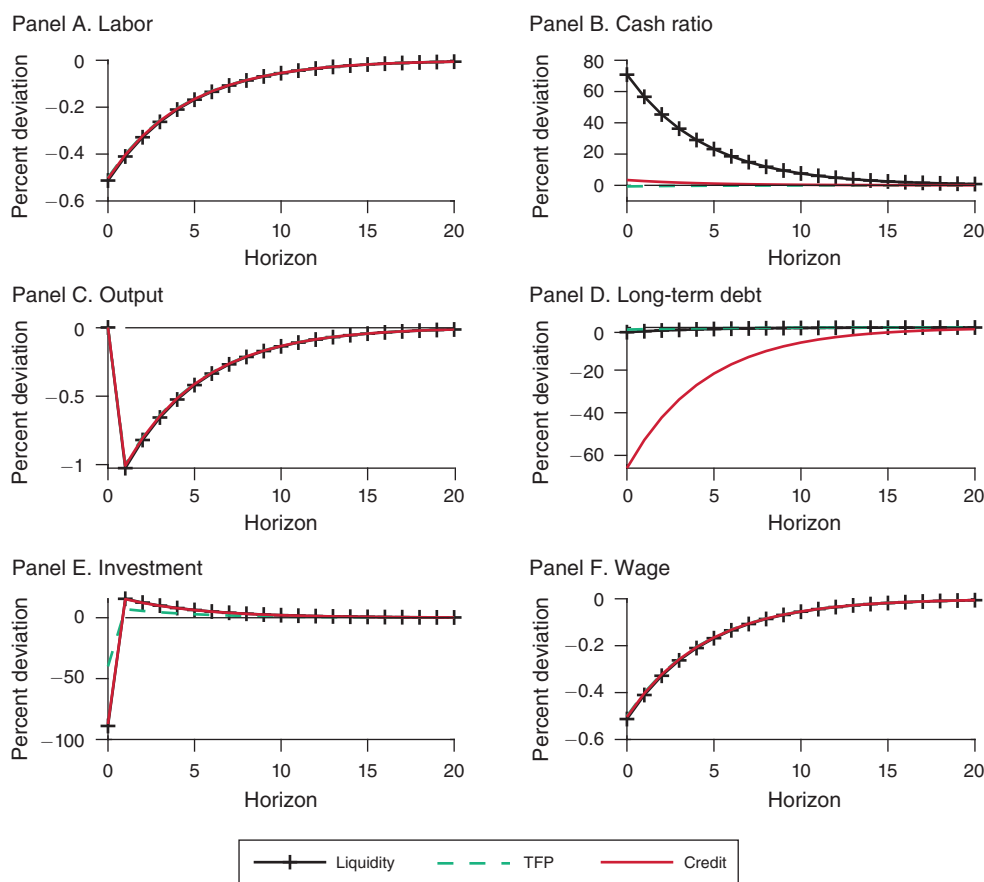 Panel A. Labor
Percent deviation
0
−0.2
−0.4
−0.6
0 5 10 15 20
Horizon
Panel B. Cash ratio
Percent deviation
80
60
40
20
0
0 5 10 15 20
Horizon
Panel C. Output
Percent deviation
0
−0.5
−1
0 5 10 15 20
Horizon
Panel D. Long-term debt
Percent deviation
0
−20
−40
−60
0 5 10 15 20
Horizon
Panel E. Investment
Percent deviation
0
−50
−100
0 5 10 15 20
Horizon
Panel F. Wage
Percent deviation
0
−0.2
−0.4
−0.6
0 5 10 15 20
Horizon
Liquidity TFP Credit